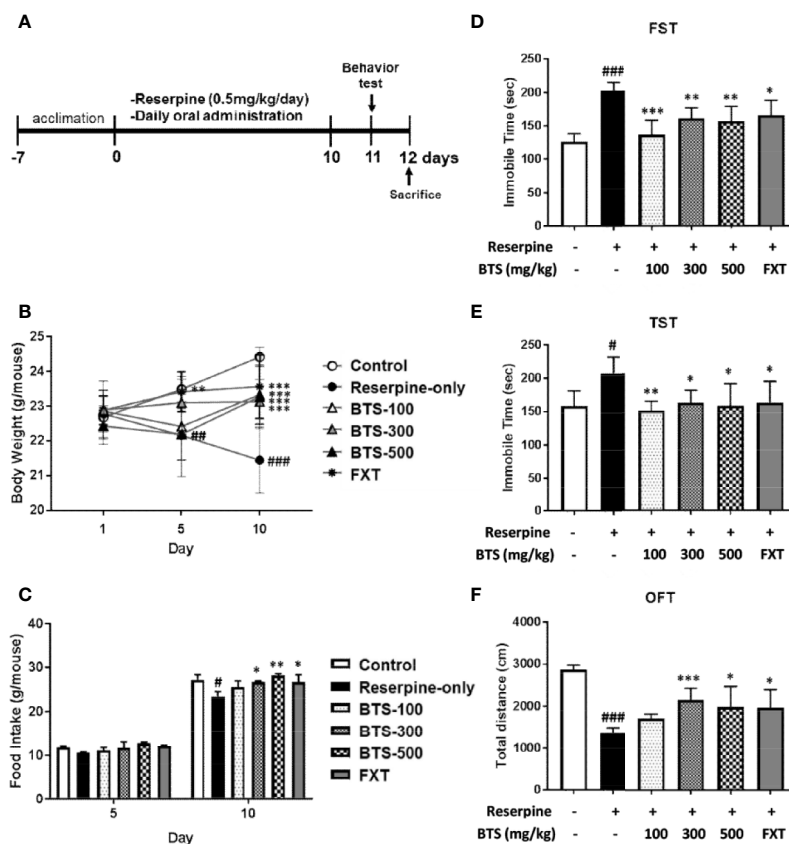 A
Behavior
test
-Reserpine (0.5mg/kg/day)
-Daily oral administration
acclimation
-7 0 10 11 12 days
Sacrifice
B
Body Weight (g/mouse)
25
24
23
22
21
20
** ## *** *** *** *** ###
1 5 10
Day
Control
Reserpine-only
BTS-100
BTS-300
BTS-500
FXT
C
Food Intake (g/mouse)
40
30
20
10
0
# * ** *
5 10
Day
Control
Reserpine-only
BTS-100
BTS-300
BTS-500
FXT
D
FST
Immobile Time (sec)
250
200
150
100
50
0
### *** ** ** *
Reserpine - + + + + +
BTS (mg/kg) - - 100 300 500 FXT
E
TST
Immobile Time (sec)
250
200
150
100
50
0
# ** * * *
Reserpine - + + + + +
BTS (mg/kg) - - 100 300 500 FXT
F
OFT
Total distance (cm)
4000
3000
2000
1000
0
### *** * *
Reserpine - + + + + +
BTS (mg/kg) - - 100 300 500 FXT